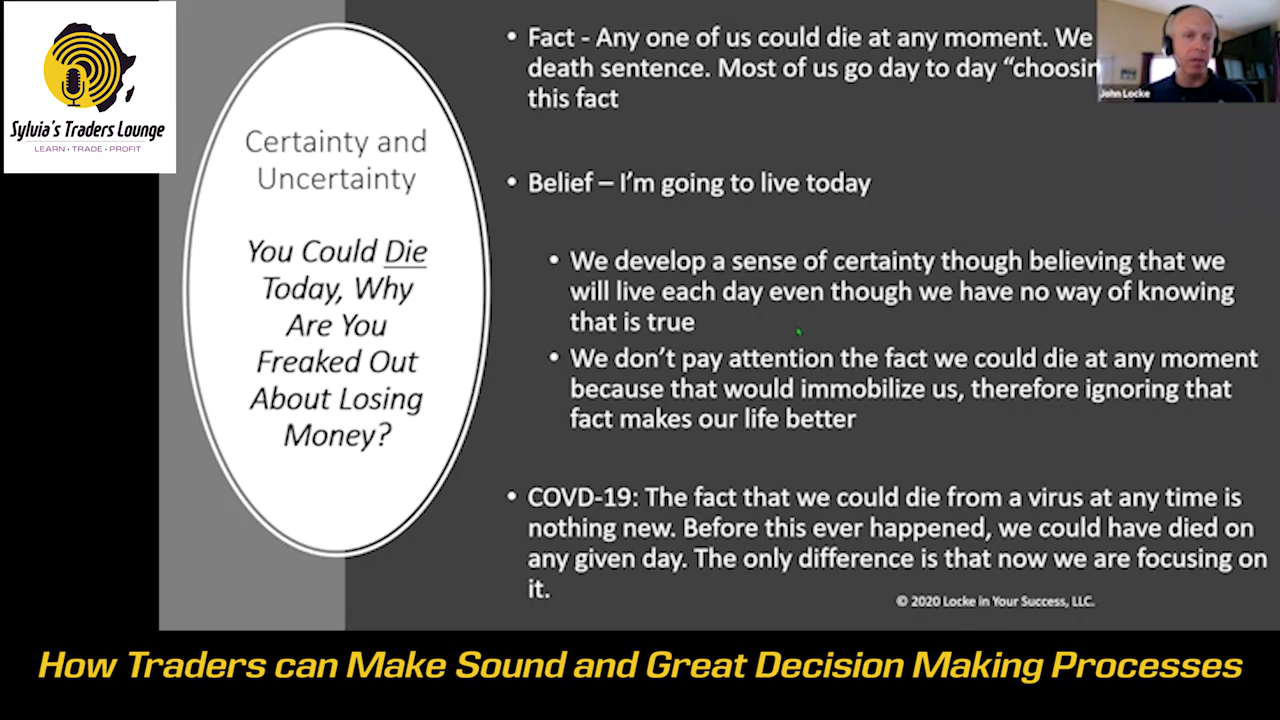 Sylvia's Traders Lounge
LEARN • TRADE • PROFIT
Certainty and
Uncertainty
You Could Die
Today, Why
Are You
Freaked Out
About Losing
Money?
• Fact - Any one of us could die at any moment. We
death sentence. Most of us go day to day “choosin
this fact
• Belief – I’m going to live today
• We develop a sense of certainty though believing that we
will live each day even though we have no way of knowing
that is true
• We don’t pay attention the fact we could die at any moment
because that would immobilize us, therefore ignoring that
fact makes our life better
• COVD-19: The fact that we could die from a virus at any time is
nothing new. Before this ever happened, we could have died on
any given day. The only difference is that now we are focusing on
it.
© 2020 Locke in Your Success, LLC.
John Locke
How Traders can Make Sound and Great Decision Making Processes